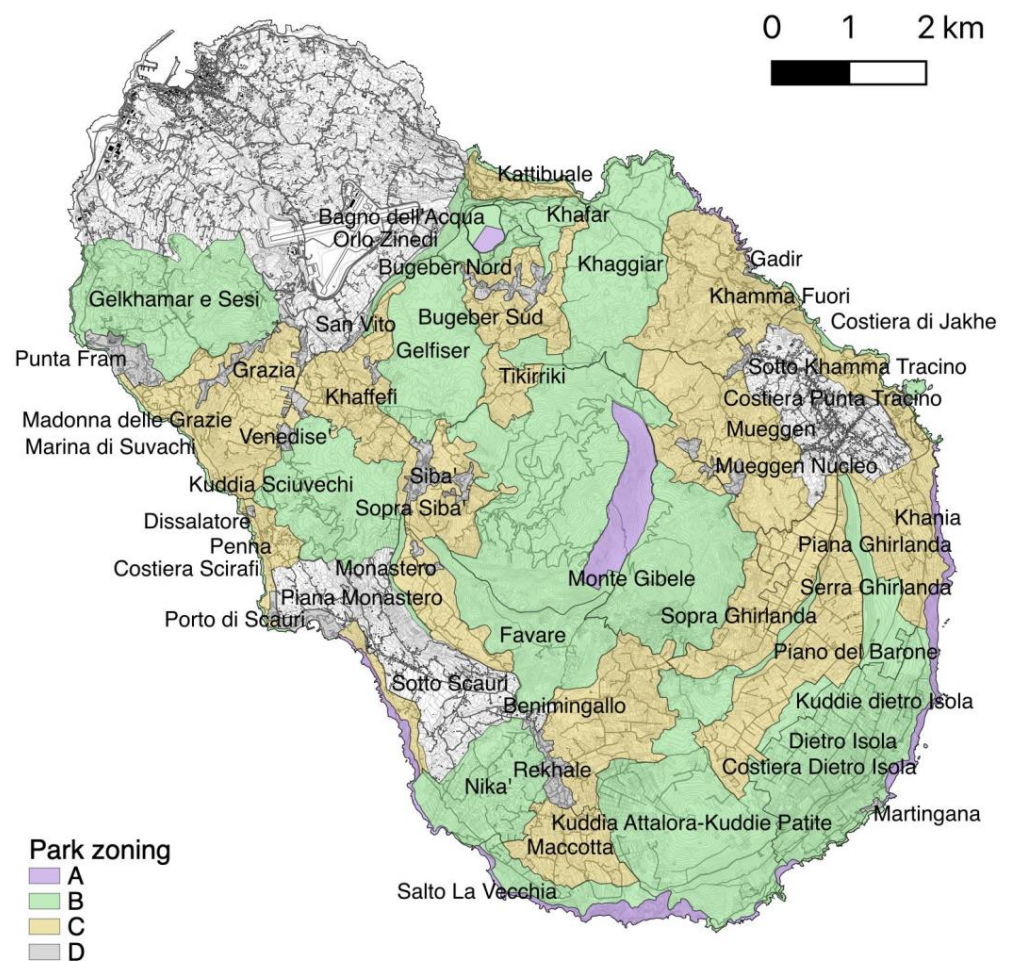 0 1 2 km
Kattibuale
Bagno dell'Acqua
Khafar
Orlo Zinedi
Bugeber Nord
Khaggiar
Gadir
Gelkhamar e Sesi
Khamma Fuori
San Vito
Bugeber Sud
Costiera di Jakhe
Punta Fram
Gelfiser
Grazia
Tikirriki
Sotto Khamma Tracino
Khaffefi
Costiera Punta Tracino
Madonna delle Grazie
Mueggen
Marina di Suvachi
Venedise'
Mueggen Nucleo
Siba'
Kuddia Sciuvechi
Sopra Siba'
Dissalatore
Khania
Penna
Piana Ghirlanda
Costiera Scirafi
Monastero
Monte Gibele
Serra Ghirlanda
Piana Monastero
Porto di Scauri
Sopra Ghirlanda
Favare
Piano del Barone
Sotto Scauri
Benimingallo
Kuddie dietro Isola
Dietro Isola
Rekhale
Costiera Dietro Isola
Nika'
Martingana
Kuddia Attalora-Kuddie Patite
Maccotta
Salto La Vecchia
Park zoning
A
B
C
D